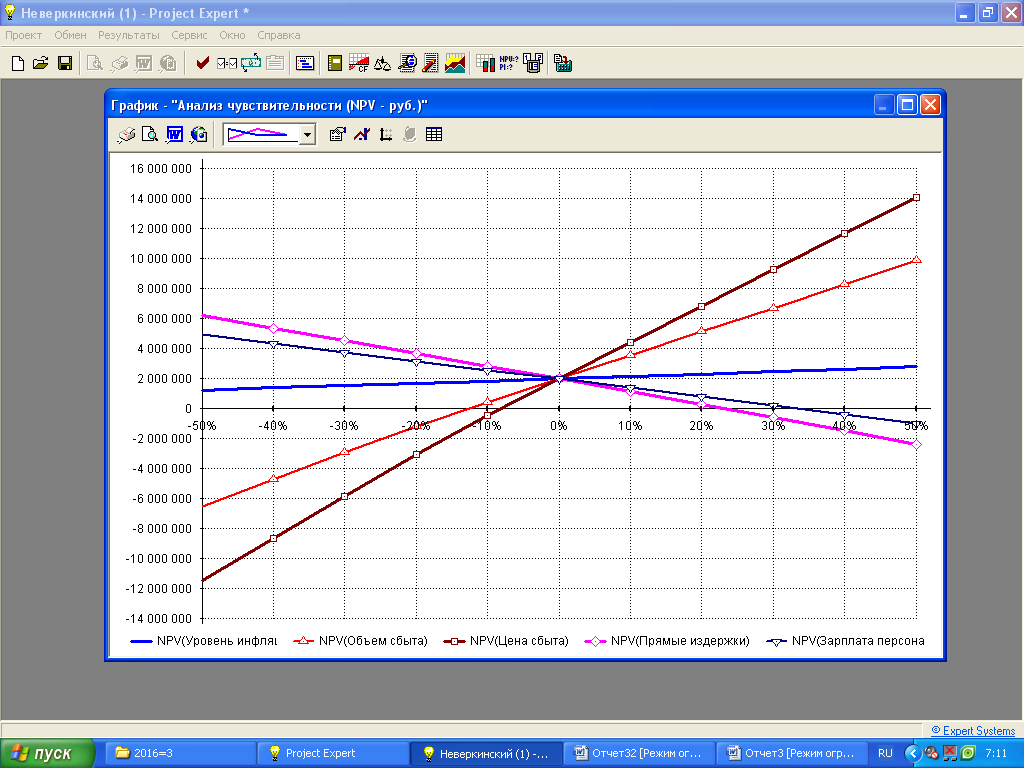 Неверкинский (1) - Project Expert *
Проект Обмен Результаты Сервис Окно Справка
CF NPV:? PI:?
График - "Анализ чувствительности (NPV - руб.)"
16 000 000
14 000 000
12 000 000
10 000 000
8 000 000
6 000 000
4 000 000
2 000 000
0
-50% -40% -30% -20% -10% 0% 10% 20% 30% 40% 50%
-2 000 000
-4 000 000
-6 000 000
-8 000 000
-10 000 000
-12 000 000
-14 000 000
NPV(Уровень инфляц NPV(Объем сбыта) NPV(Цена сбыта) NPV(Прямые издержки) NPV(Зарплата персона
© Expert Systems
пуск 2016=3 Project Expert Неверкинский (1) -... Отчет32 [Режим ог... Отчет3 [Режим огр... RU 7:11